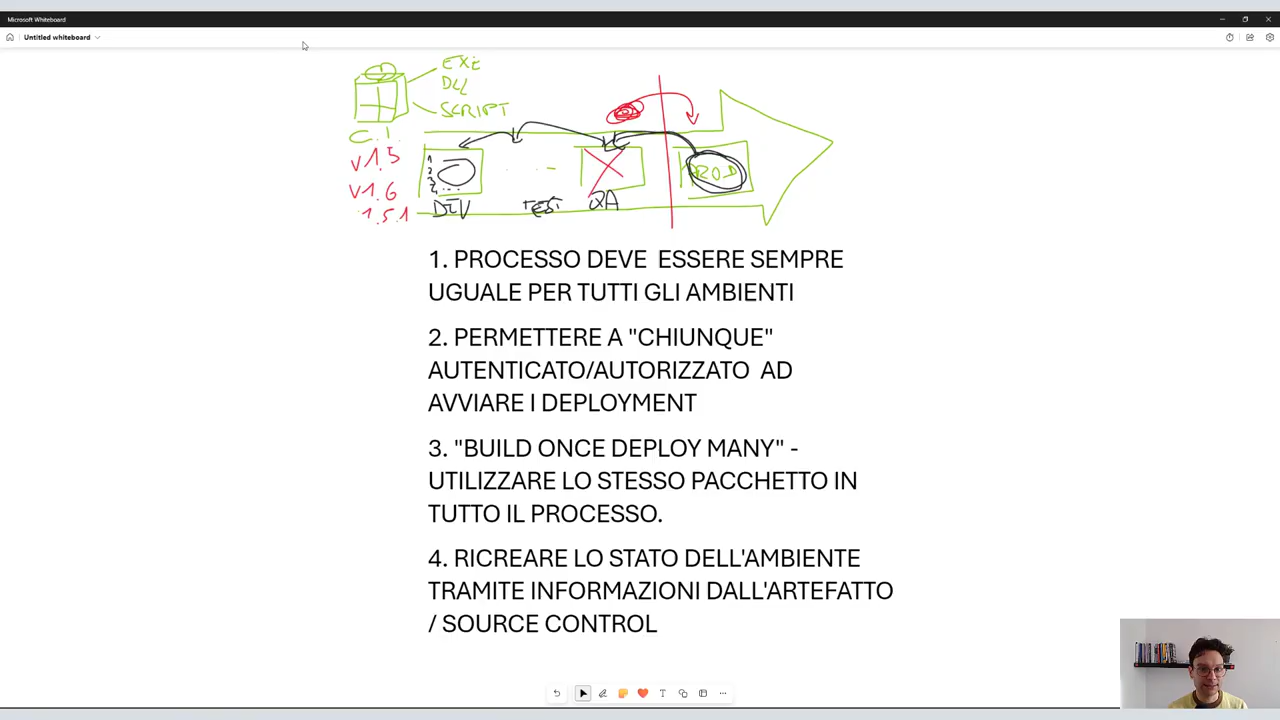 Microsoft Whiteboard
Untitled whiteboard
EXE
DLL
SCRIPT
C.I.
v1.5
v1.6
1.5.1
1
2
3
DEV
TEST
QA
PROD
1. PROCESSO DEVE  ESSERE SEMPRE
UGUALE PER TUTTI GLI AMBIENTI
2. PERMETTERE A "CHIUNQUE"
AUTENTICATO/AUTORIZZATO  AD
AVVIARE I DEPLOYMENT
3. "BUILD ONCE DEPLOY MANY" -
UTILIZZARE LO STESSO PACCHETTO IN
TUTTO IL PROCESSO.
4. RICREARE LO STATO DELL'AMBIENTE
TRAMITE INFORMAZIONI DALL'ARTEFATTO
/ SOURCE CONTROL